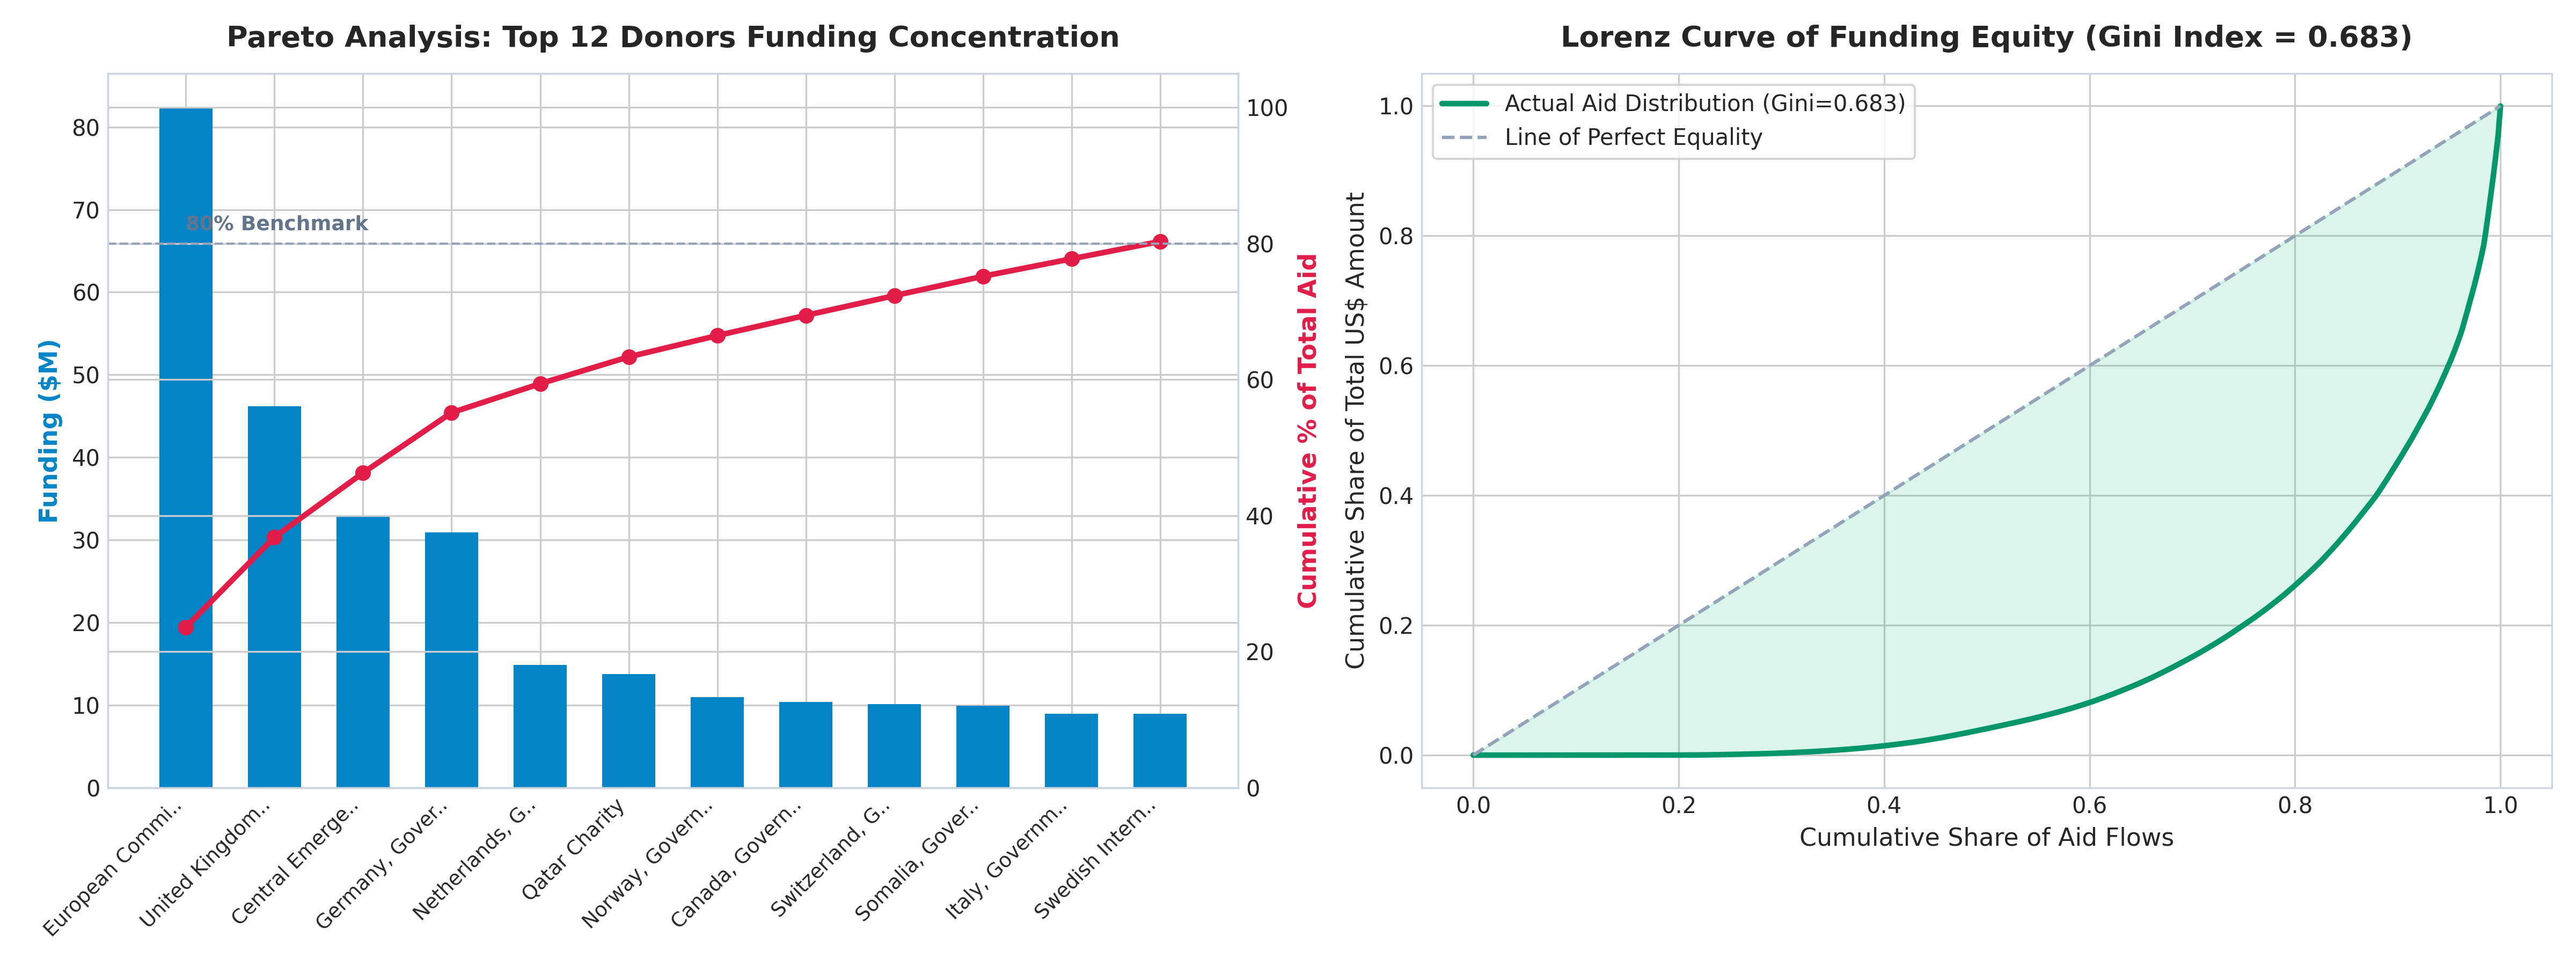 Pareto Analysis: Top 12 Donors Funding Concentration
Funding ($M)
80
70
60
50
40
30
20
10
0
80% Benchmark
100
80
60
40
20
0
Cumulative % of Total Aid
European Commi..
United Kingdom..
Central Emerge..
Germany, Gover..
Netherlands, G..
Qatar Charity
Norway, Govern..
Canada, Govern..
Switzerland, G..
Somalia, Gover..
Italy, Governm..
Swedish Intern..
Lorenz Curve of Funding Equity (Gini Index = 0.683)
Actual Aid Distribution (Gini=0.683)
Line of Perfect Equality
Cumulative Share of Total US$ Amount
1.0
0.8
0.6
0.4
0.2
0.0
0.0
0.2
0.4
0.6
0.8
1.0
Cumulative Share of Aid Flows